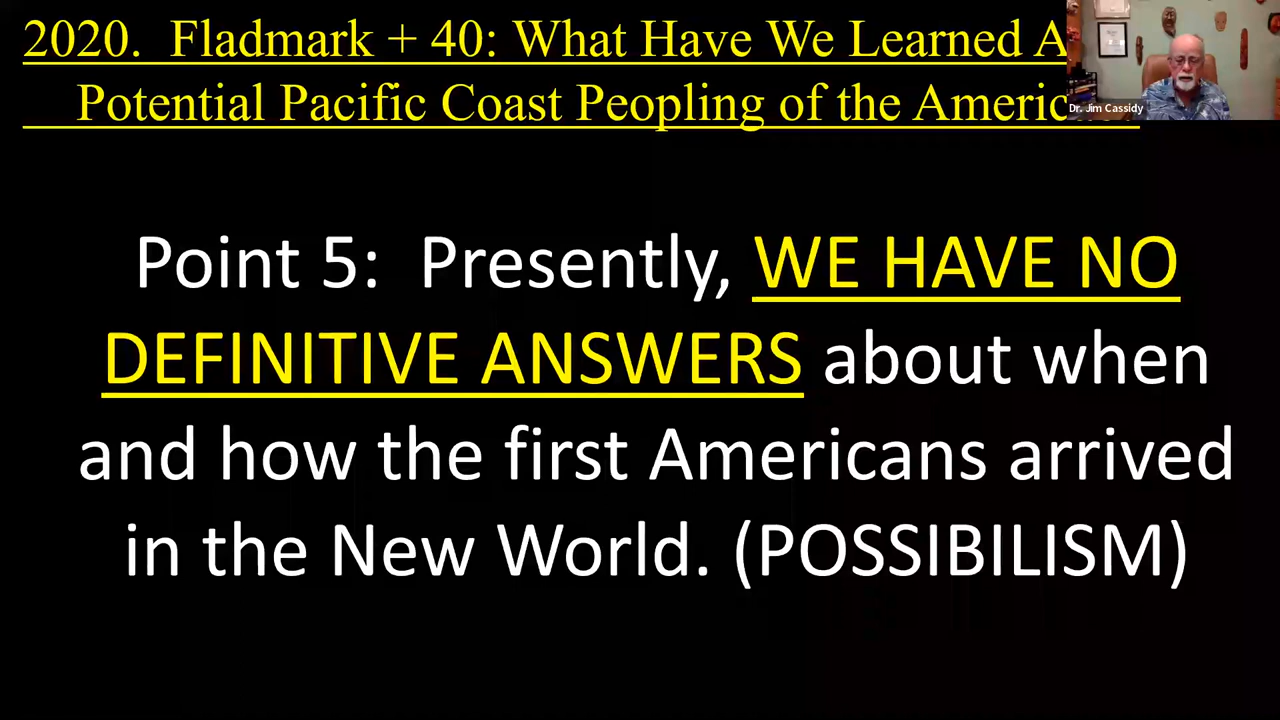 2020. Fladmark + 40: What Have We Learned A
Potential Pacific Coast Peopling of the Americ
Dr. Jim Cassidy
Point 5: Presently, WE HAVE NO
DEFINITIVE ANSWERS about when
and how the first Americans arrived
in the New World. (POSSIBILISM)